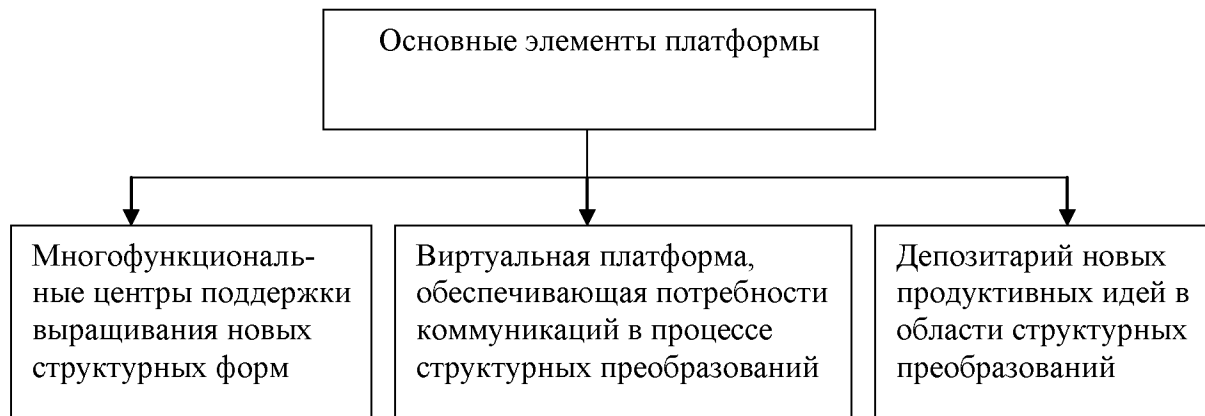 Основные элементы платформы
Многофункциональ-
ные центры поддержки
выращивания новых
структурных форм
Виртуальная платформа,
обеспечивающая потребности
коммуникаций в процессе
структурных преобразований
Депозитарий новых
продуктивных идей в
области структурных
преобразований